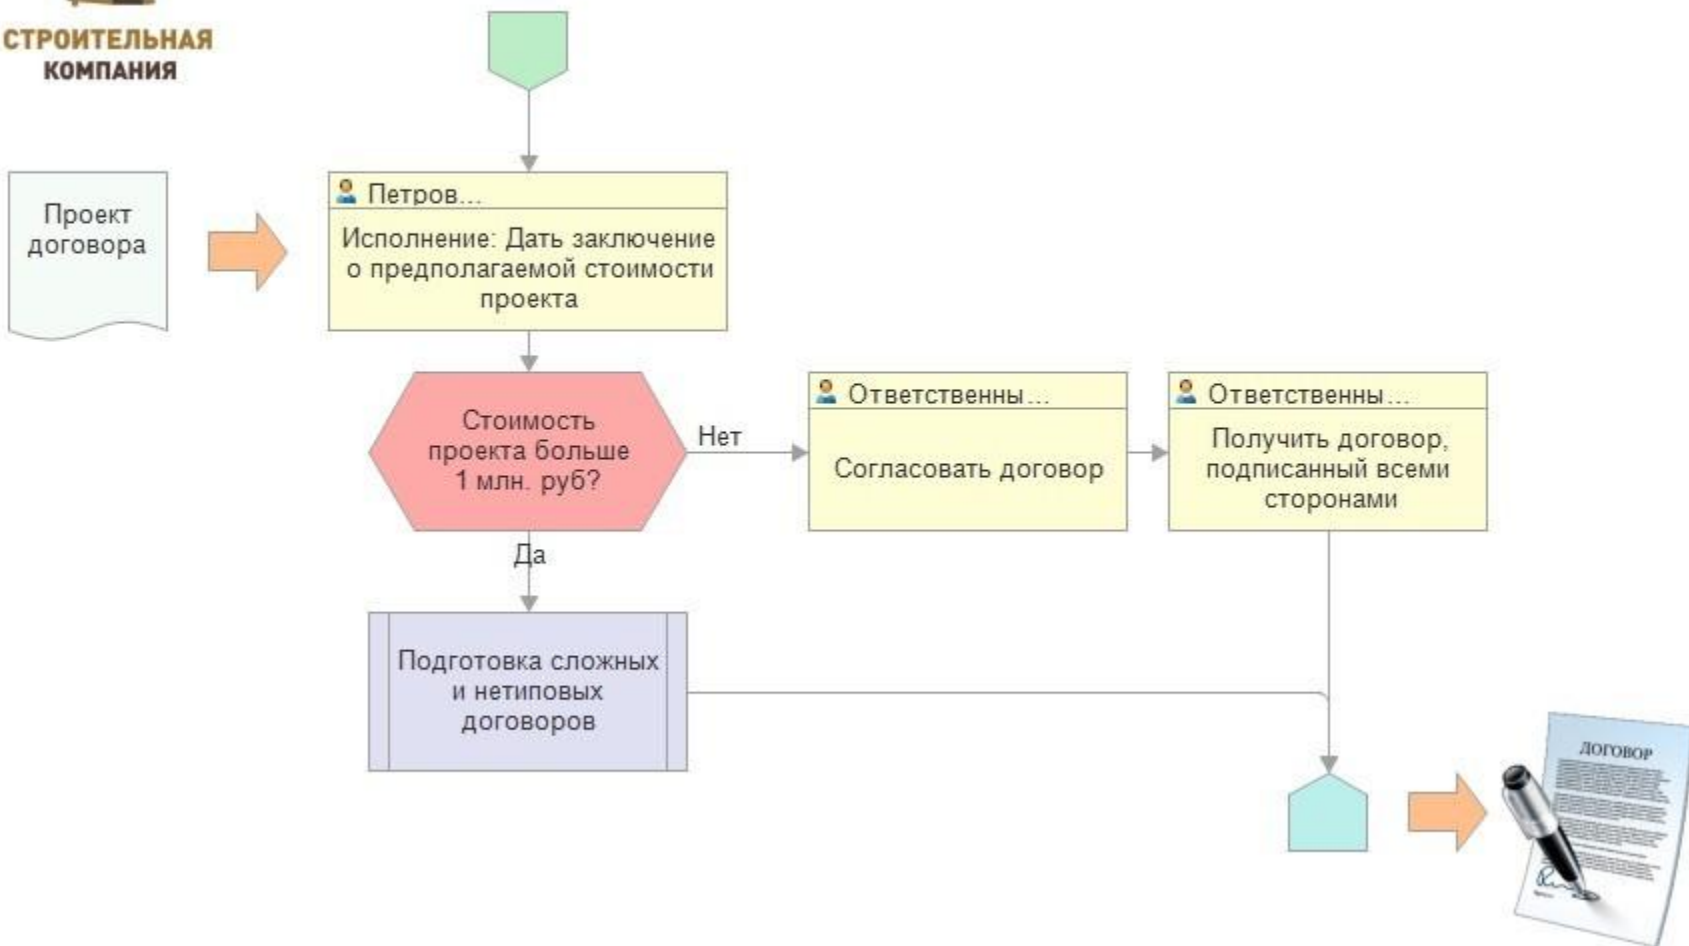 СТРОИТЕЛЬНАЯ
КОМПАНИЯ
Проект
договора
Петров...
Исполнение: Дать заключение
о предполагаемой стоимости
проекта
Стоимость
проекта больше
1 млн. руб?
Нет
Да
Ответственны...
Согласовать договор
Ответственны...
Получить договор,
подписанный всеми
сторонами
Подготовка сложных
и нетиповых
договоров
ДОГОВОР